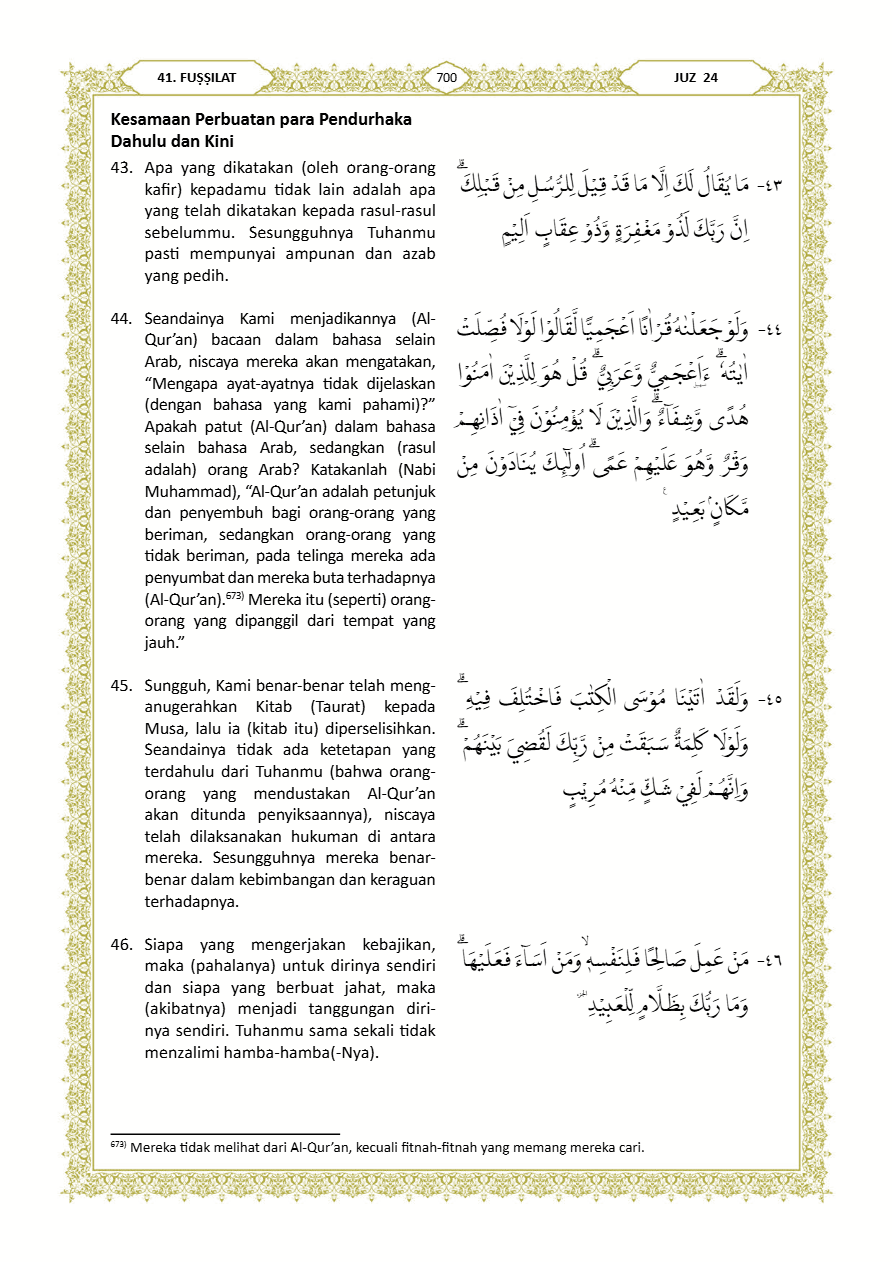 41. FUṢṢILAT
700
JUZ 24
Kesamaan Perbuatan para Pendurhaka
Dahulu dan Kini
43. Apa yang dikatakan (oleh orang-orang
kafir) kepadamu tidak lain adalah apa
yang telah dikatakan kepada rasul-rasul
sebelummu. Sesungguhnya Tuhanmu
pasti mempunyai ampunan dan azab
yang pedih.
٤٣- مَا يُقَالُ لَكَ اِلَّا مَا قَدْ قِيْلَ لِلرُّسُلِ مِنْ قَبْلِكَ ۗ
اِنَّ رَبَّكَ لَذُوْ مَغْفِرَةٍ وَّذُوْ عِقَابٍ اَلِيْمٍ
44. Seandainya Kami menjadikannya (Al-
Qur’an) bacaan dalam bahasa selain
Arab, niscaya mereka akan mengatakan,
“Mengapa ayat-ayatnya tidak dijelaskan
(dengan bahasa yang kami pahami)?”
Apakah patut (Al-Qur’an) dalam bahasa
selain bahasa Arab, sedangkan (rasul
adalah) orang Arab? Katakanlah (Nabi
Muhammad), “Al-Qur’an adalah petunjuk
dan penyembuh bagi orang-orang yang
beriman, sedangkan orang-orang yang
tidak beriman, pada telinga mereka ada
penyumbat dan mereka buta terhadapnya
(Al-Qur’an).⁶⁷³⁾ Mereka itu (seperti) orang-
orang yang dipanggil dari tempat yang
jauh.”
٤٤- وَلَوْ جَعَلْنٰهُ قُرْاٰنًا اَعْجَمِيًّا لَّقَالُوْا لَوْلَا فُصِّلَتْ
اٰيٰتُهٗ ۗ ءَاَ۬عْجَمِيٌّ وَّعَرَبِيٌّ ۗ قُلْ هُوَ لِلَّذِيْنَ اٰمَنُوْا
هُدًى وَّشِفَاۤءٌ ۗ وَالَّذِيْنَ لَا يُؤْمِنُوْنَ فِيْٓ اٰذَانِهِمْ
وَقْرٌ وَّهُوَ عَلَيْهِمْ عَمًى ۗ اُولٰۤىِٕكَ يُنَادَوْنَ مِنْ
مَّكَانٍۢ بَعِيْدٍ ࣖ
45. Sungguh, Kami benar-benar telah meng-
anugerahkan Kitab (Taurat) kepada
Musa, lalu ia (kitab itu) diperselisihkan.
Seandainya tidak ada ketetapan yang
terdahulu dari Tuhanmu (bahwa orang-
orang yang mendustakan Al-Qur’an
akan ditunda penyiksaannya), niscaya
telah dilaksanakan hukuman di antara
mereka. Sesungguhnya mereka benar-
benar dalam kebimbangan dan keraguan
terhadapnya.
٤٥- وَلَقَدْ اٰتَيْنَا مُوْسَى الْكِتٰبَ فَاخْتُلِفَ فِيْهِ ۗ
وَلَوْلَا كَلِمَةٌ سَبَقَتْ مِنْ رَّبِّكَ لَقُضِيَ بَيْنَهُمْ ۗ
وَاِنَّهُمْ لَفِيْ شَكٍّ مِّنْهُ مُرِيْبٍ
46. Siapa yang mengerjakan kebajikan,
maka (pahalanya) untuk dirinya sendiri
dan siapa yang berbuat jahat, maka
(akibatnya) menjadi tanggungan diri-
nya sendiri. Tuhanmu sama sekali tidak
menzalimi hamba-hamba(-Nya).
٤٦- مَنْ عَمِلَ صَالِحًا فَلِنَفْسِهٖ ۙ وَمَنْ اَسَاۤءَ فَعَلَيْهَا ۗ
وَمَا رَبُّكَ بِظَلَّامٍ لِّلْعَبِيْدِ ۔
⁶⁷³⁾ Mereka tidak melihat dari Al-Qur’an, kecuali fitnah-fitnah yang memang mereka cari.